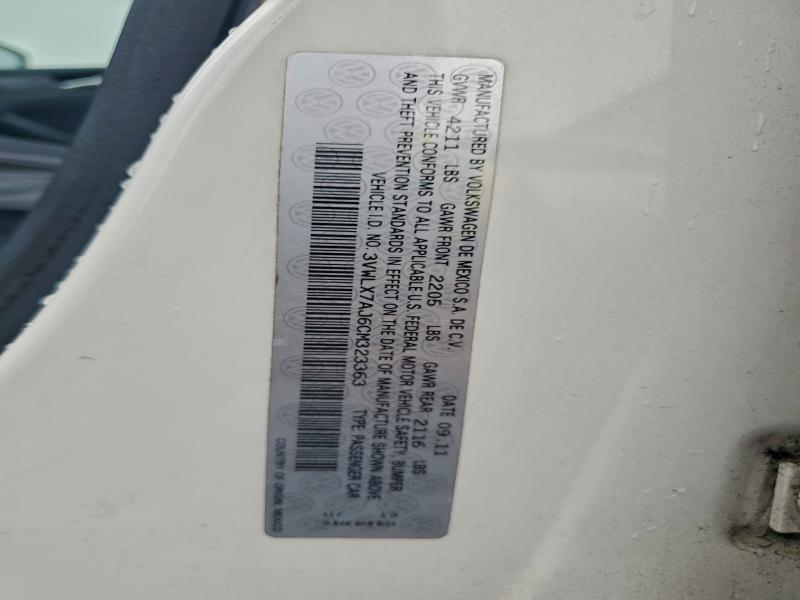 MANUFACTURED BY VOLKSWAGEN DE MEXICO S.A. DE C.V.
GVWR 4211 LBS GAWR FRONT 2205 LBS GAWR REAR 2116 LBS DATE 09.11
THIS VEHICLE CONFORMS TO ALL APPLICABLE U.S. FEDERAL MOTOR VEHICLE SAFETY, BUMPER,
AND THEFT PREVENTION STANDARDS IN EFFECT ON THE DATE OF MANUFACTURE SHOWN ABOVE.
VEHICLE I.D. NO. 3VWLX7AJ6CM323363 TYPE: PASSENGER CAR
COUNTRY OF ORIGIN: MEXICO